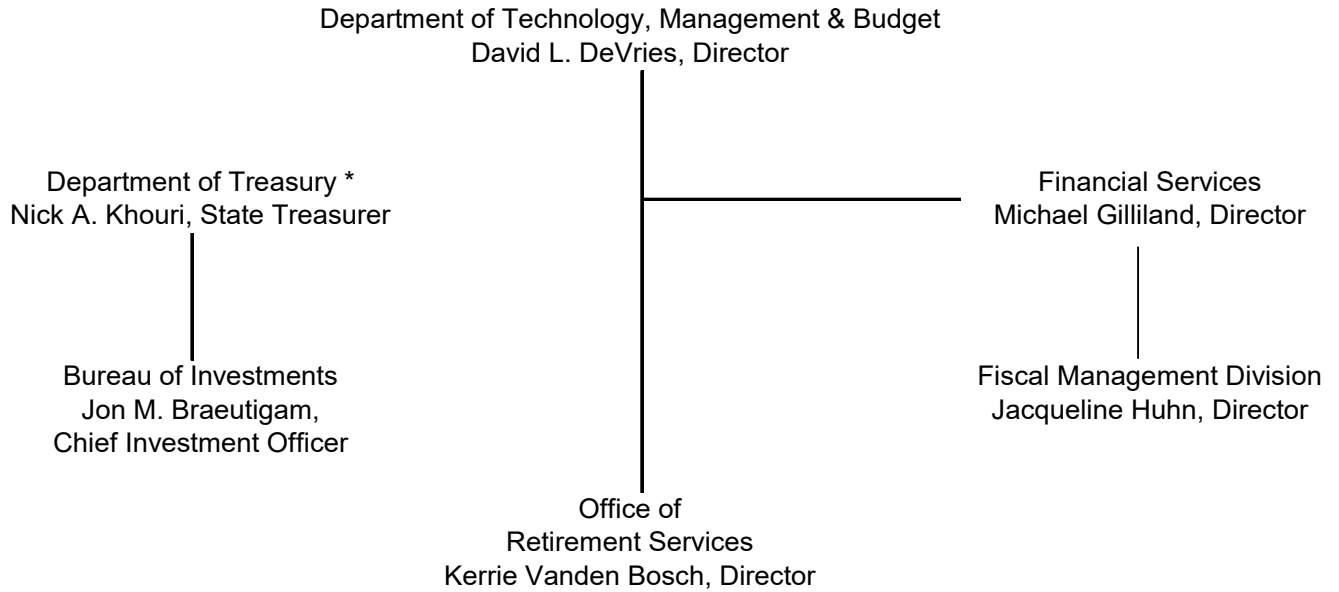 Department of Technology, Management & Budget
David L. DeVries, Director
Department of Treasury *
Nick A. Khouri, State Treasurer
Financial Services
Michael Gilliland, Director
Bureau of Investments
Jon M. Braeutigam,
Chief Investment Officer
Fiscal Management Division
Jacqueline Huhn, Director
Office of
Retirement Services
Kerrie Vanden Bosch, Director